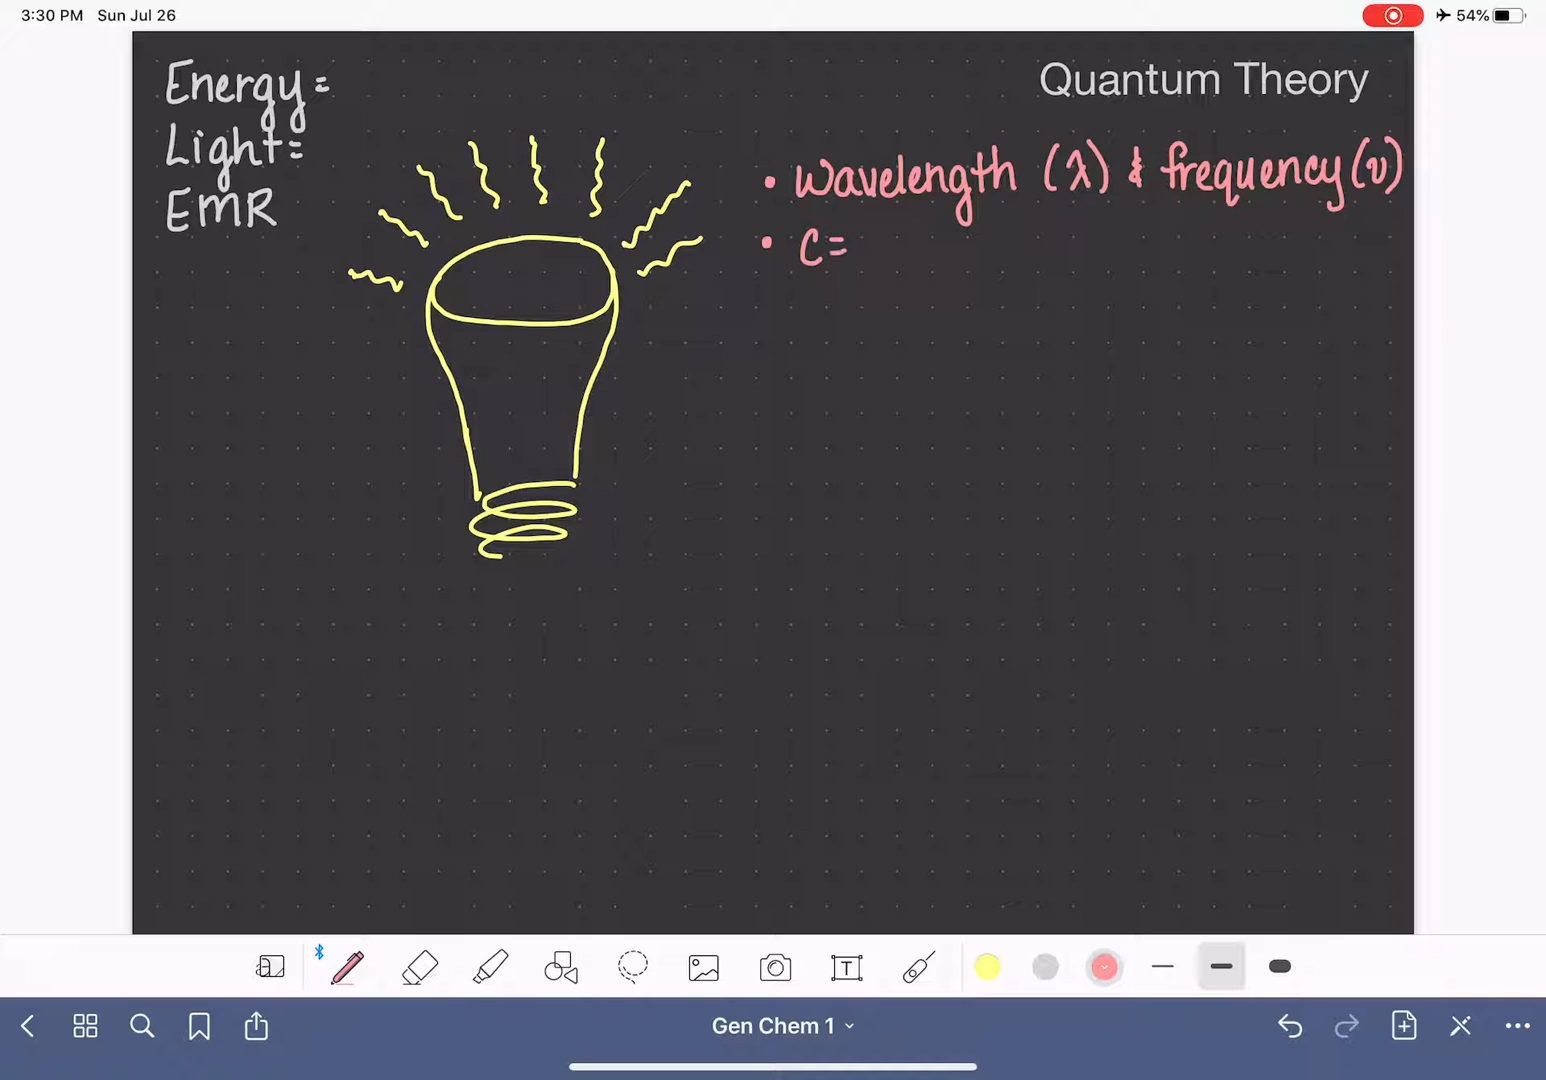 3:30 PM Sun Jul 26
54%
Energy=
Light=
EMR
Quantum Theory
• wavelength (λ) & frequency (ν)
• C=
T
Gen Chem 1